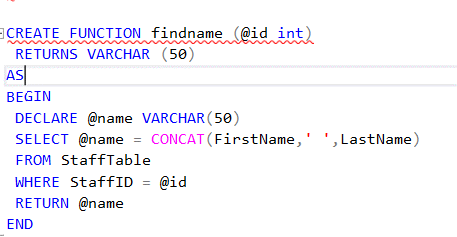 CREATE FUNCTION findname (@id int)
RETURNS VARCHAR (50)
AS
BEGIN
DECLARE @name VARCHAR(50)
SELECT @name = CONCAT(FirstName,' ',LastName)
FROM StaffTable
WHERE StaffID = @id
RETURN @name
END